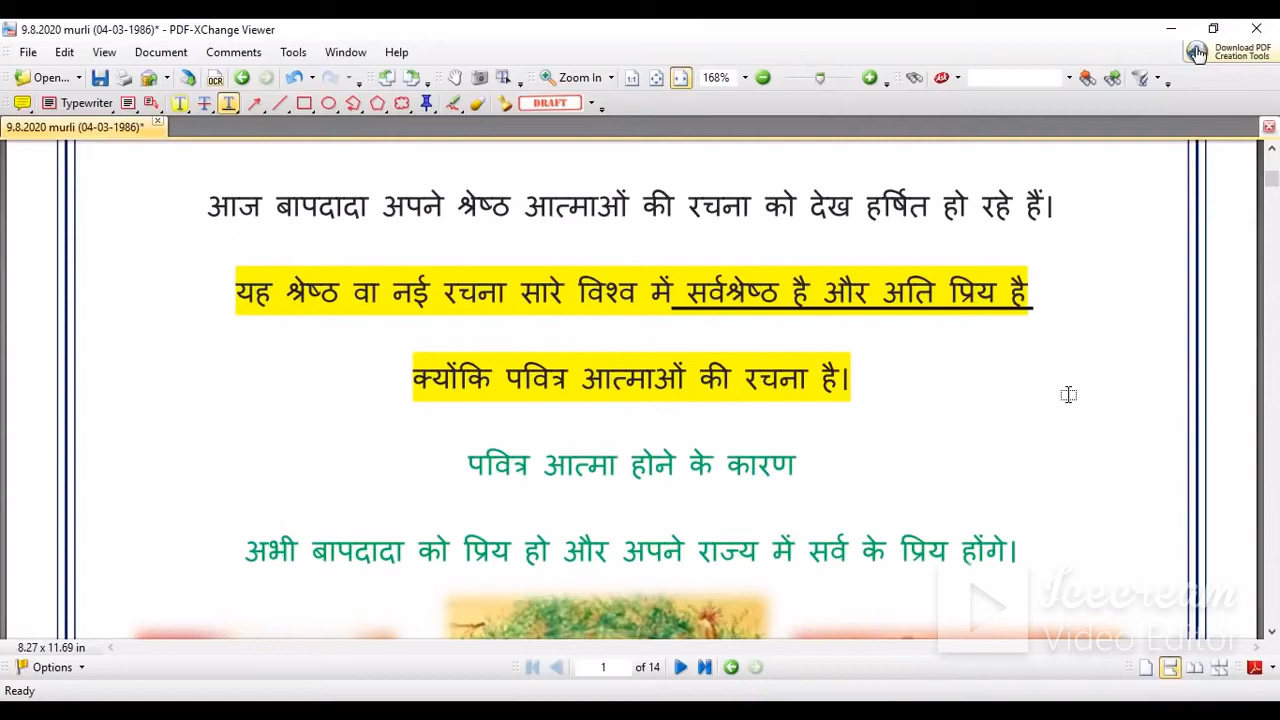 9.8.2020 murli (04-03-1986)* - PDF-XChange Viewer
File Edit View Document Comments Tools Window Help
Download PDF
Creation Tools
Open... OCR Zoom In 168%
Typewriter DRAFT
9.8.2020 murli (04-03-1986)*
आज बापदादा अपने श्रेष्ठ आत्माओं की रचना को देख हर्षित हो रहे हैं।
यह श्रेष्ठ वा नई रचना सारे विश्व में सर्वश्रेष्ठ है और अति प्रिय है
क्योंकि पवित्र आत्माओं की रचना है।
पवित्र आत्मा होने के कारण
अभी बापदादा को प्रिय हो और अपने राज्य में सर्व के प्रिय होंगे।
Icecream
Video Editor
8.27 x 11.69 in
Options 1 of 14
Ready